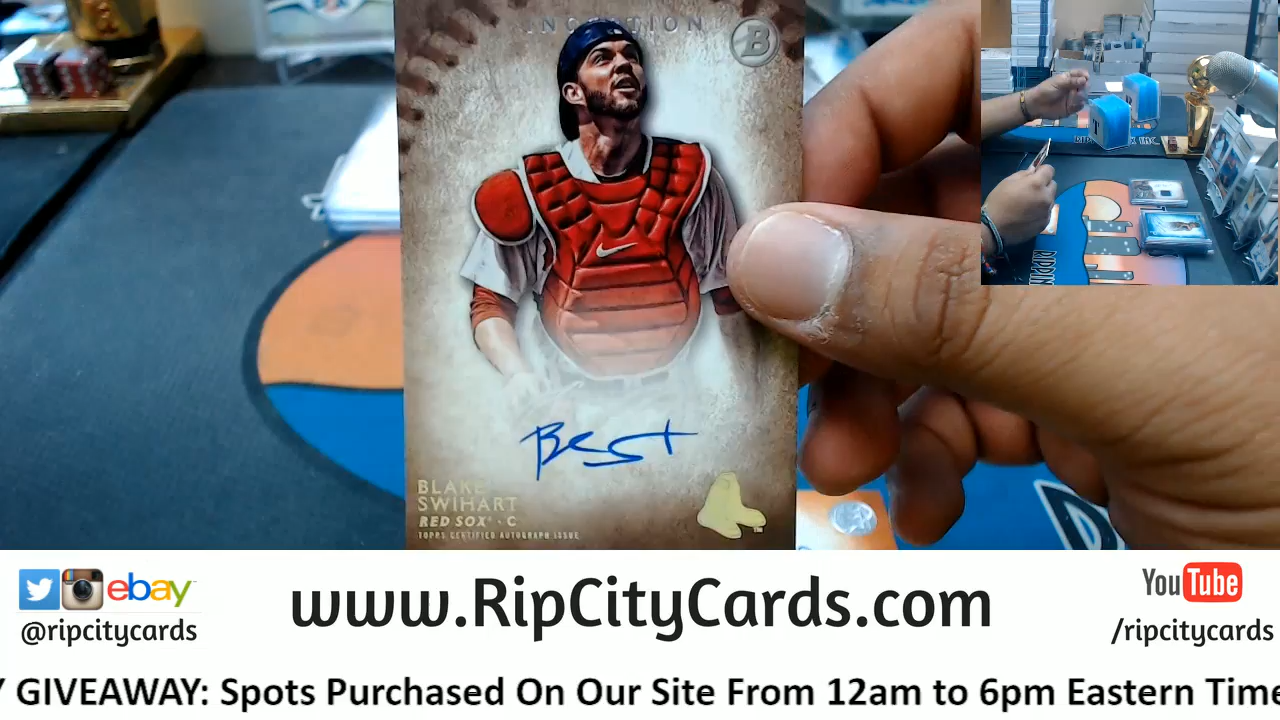 INCEPTION
B
BLAKE
SWIHART
RED SOX® · C
TOPPS CERTIFIED AUTOGRAPH ISSUE
RIPPIN
ebay
@ripcitycards
www.RipCityCards.com
YouTube
/ripcitycards
Y GIVEAWAY: Spots Purchased On Our Site From 12am to 6pm Eastern Time